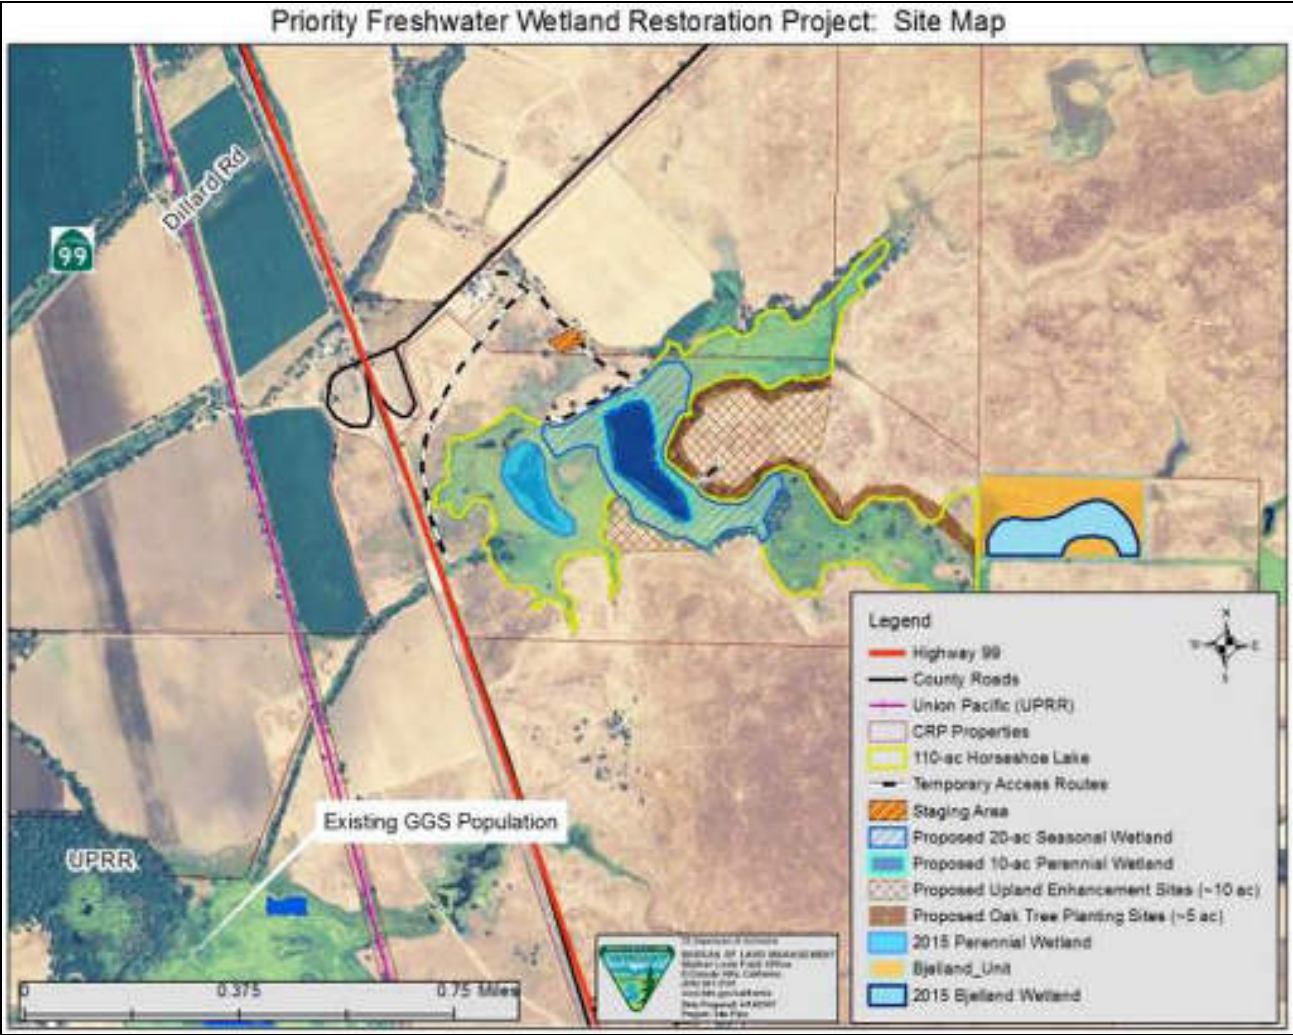 Priority Freshwater Wetland Restoration Project: Site Map
Dillard Rd
99
Existing GGS Population
UPRR
0 0.375 0.75 Miles
BUREAU OF LAND MANAGEMENT
Legend
N
W E
S
Highway 99
County Roads
Union Pacific (UPRR)
CRP Properties
110-ac Horseshoe Lake
Temporary Access Routes
Staging Area
Proposed 20-ac Seasonal Wetland
Proposed 10-ac Perennial Wetland
Proposed Upland Enhancement Sites (~10 ac)
Proposed Oak Tree Planting Sites (~5 ac)
2015 Perennial Wetland
Bjelland_Unit
2015 Bjelland Wetland